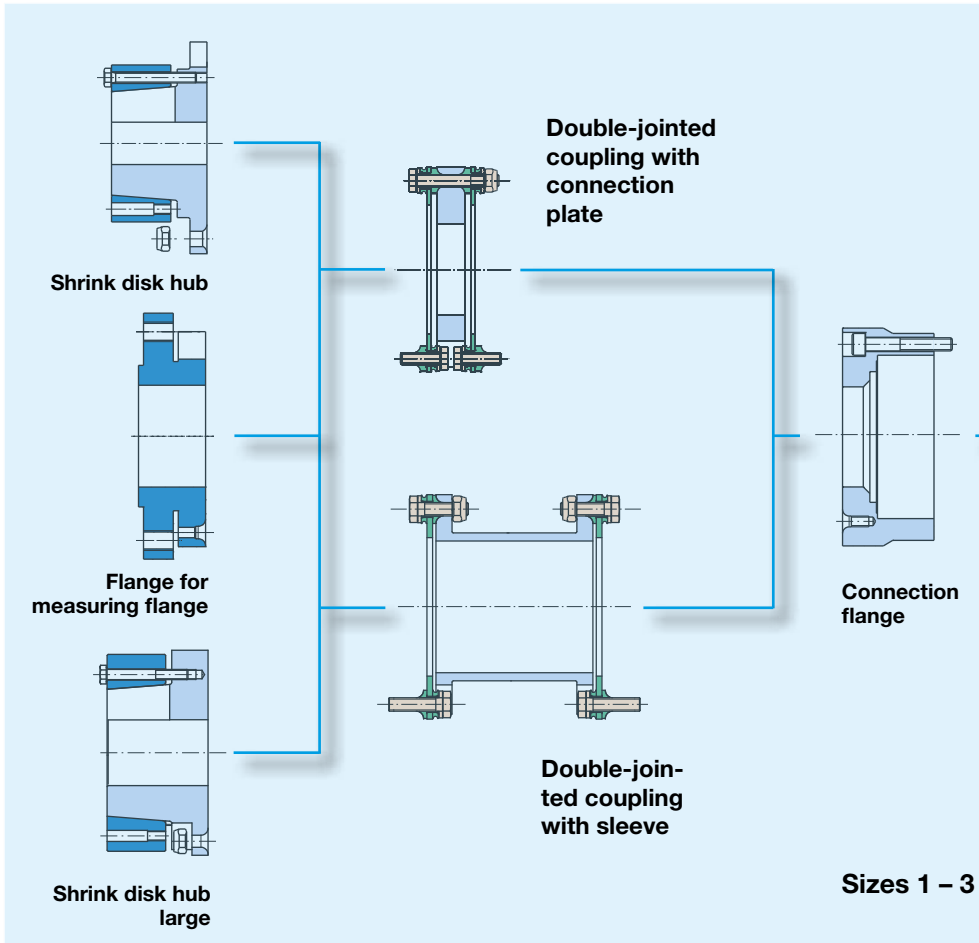 Shrink disk hub
Flange for
measuring flange
Shrink disk hub
large
Double-jointed
coupling with
connection
plate
Double-join-
ted coupling
with sleeve
Connection
flange
Sizes 1 – 3